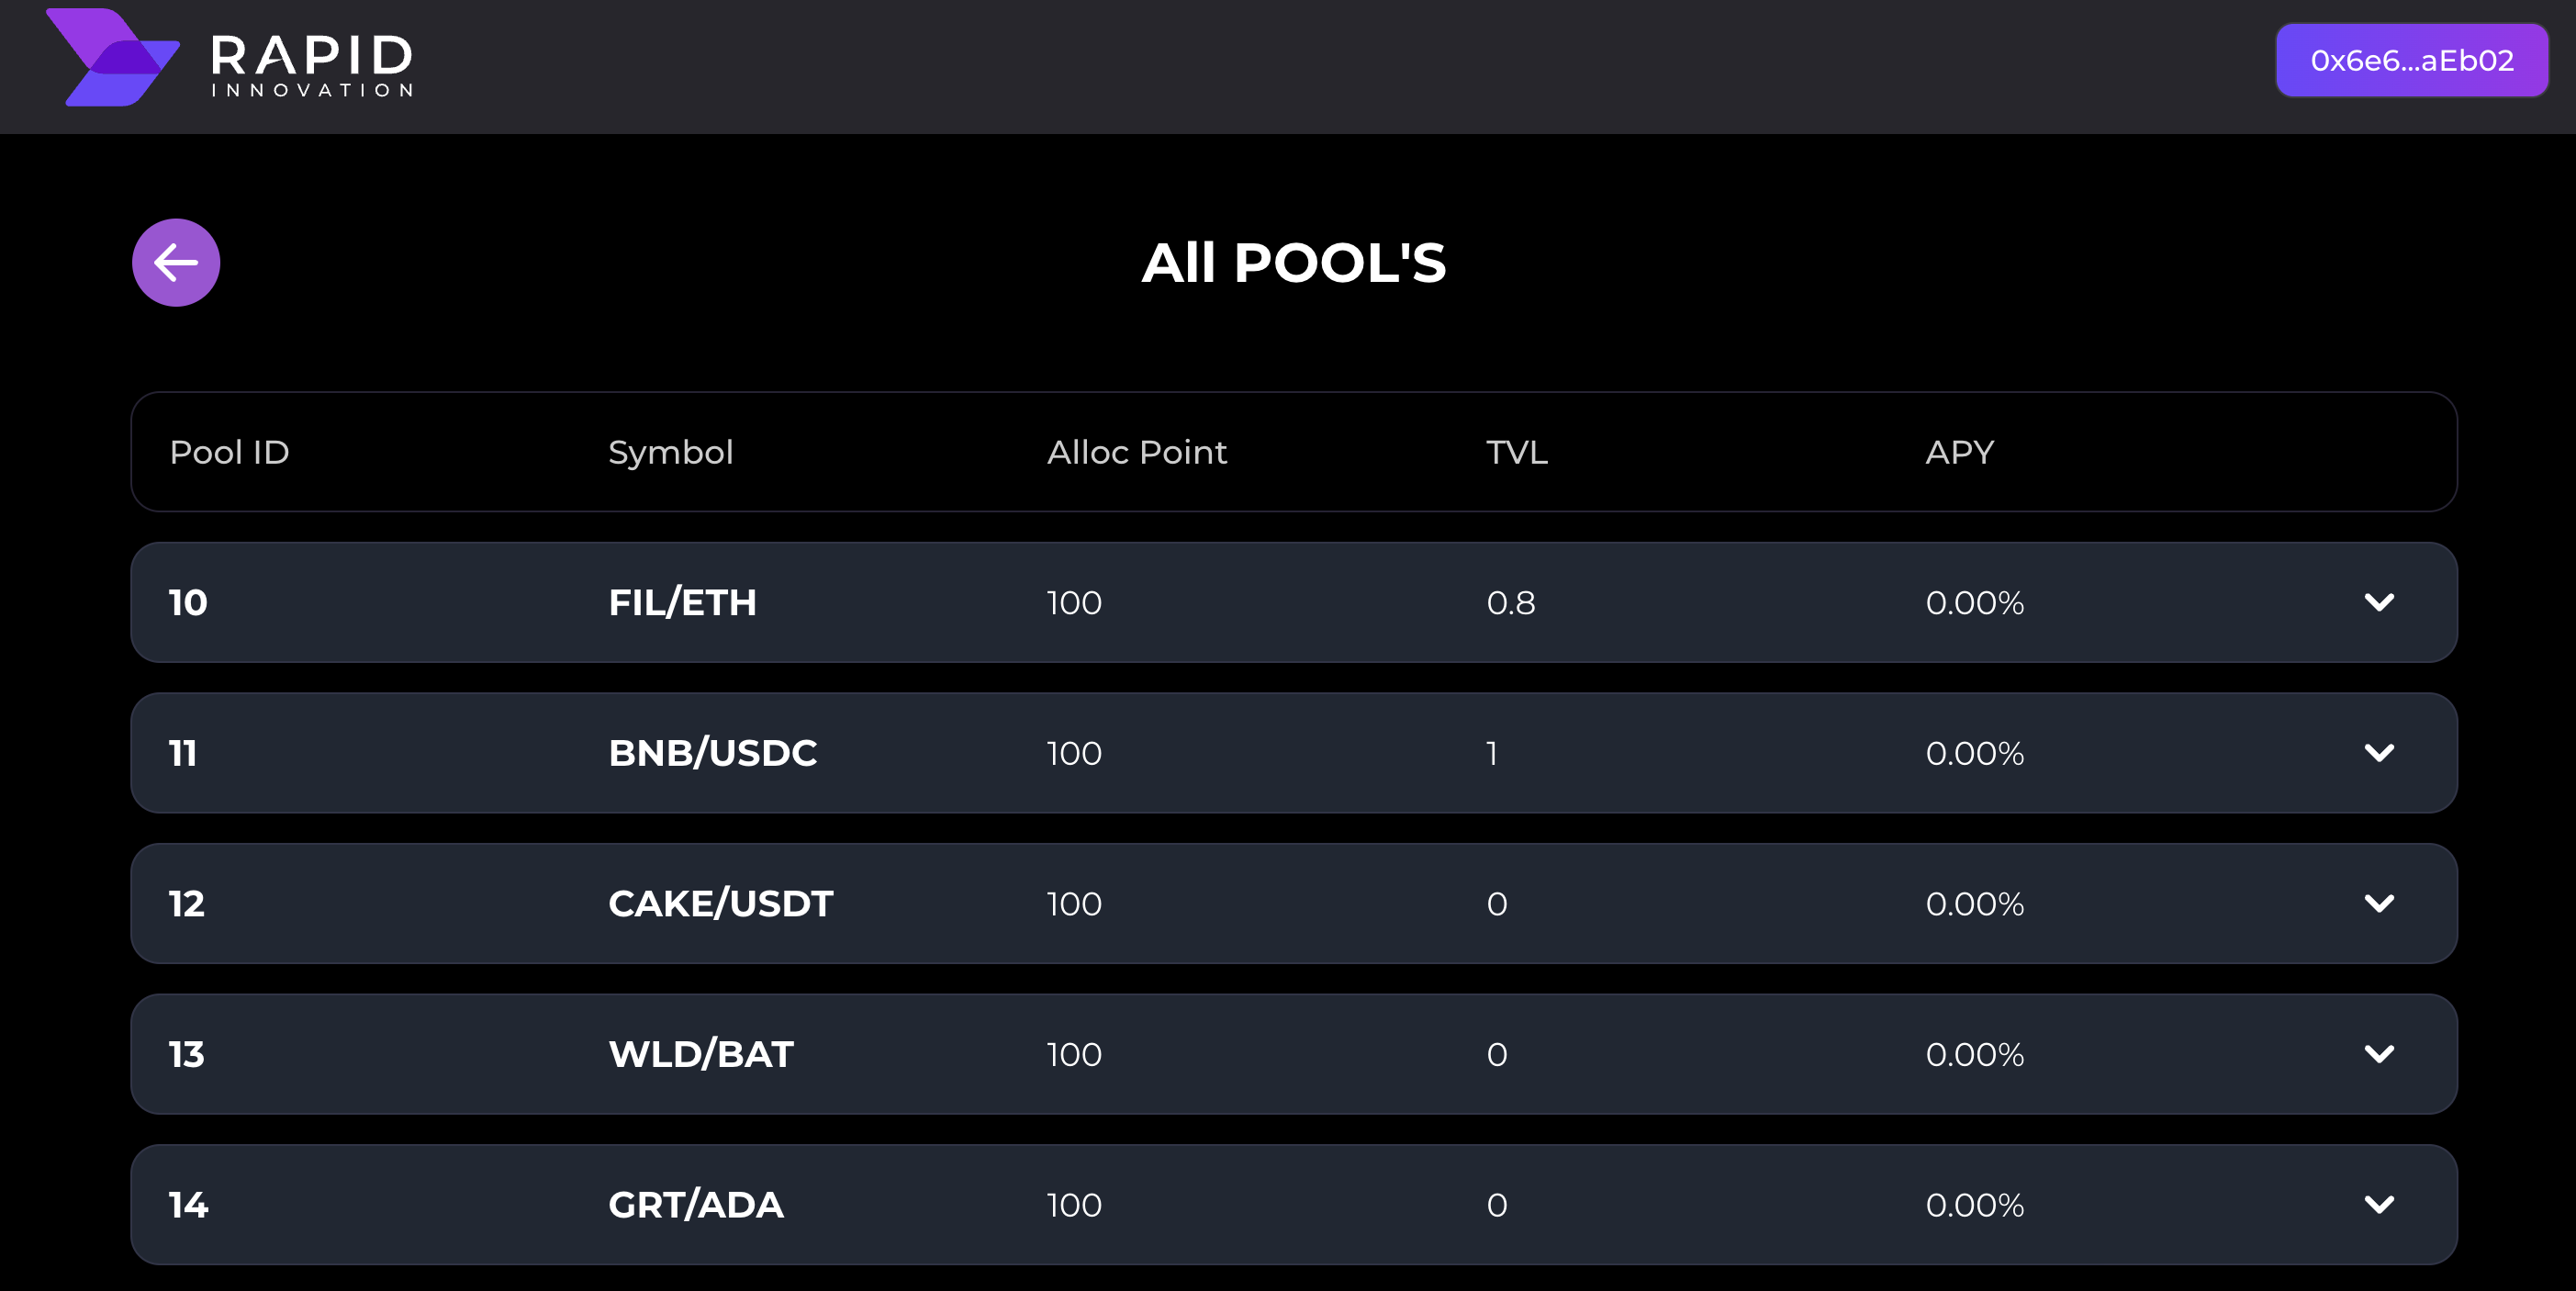 RAPID
INNOVATION
0x6e6...aEb02
All POOL'S
Pool ID Symbol Alloc Point TVL APY
10 FIL/ETH 100 0.8 0.00%
11 BNB/USDC 100 1 0.00%
12 CAKE/USDT 100 0 0.00%
13 WLD/BAT 100 0 0.00%
14 GRT/ADA 100 0 0.00%